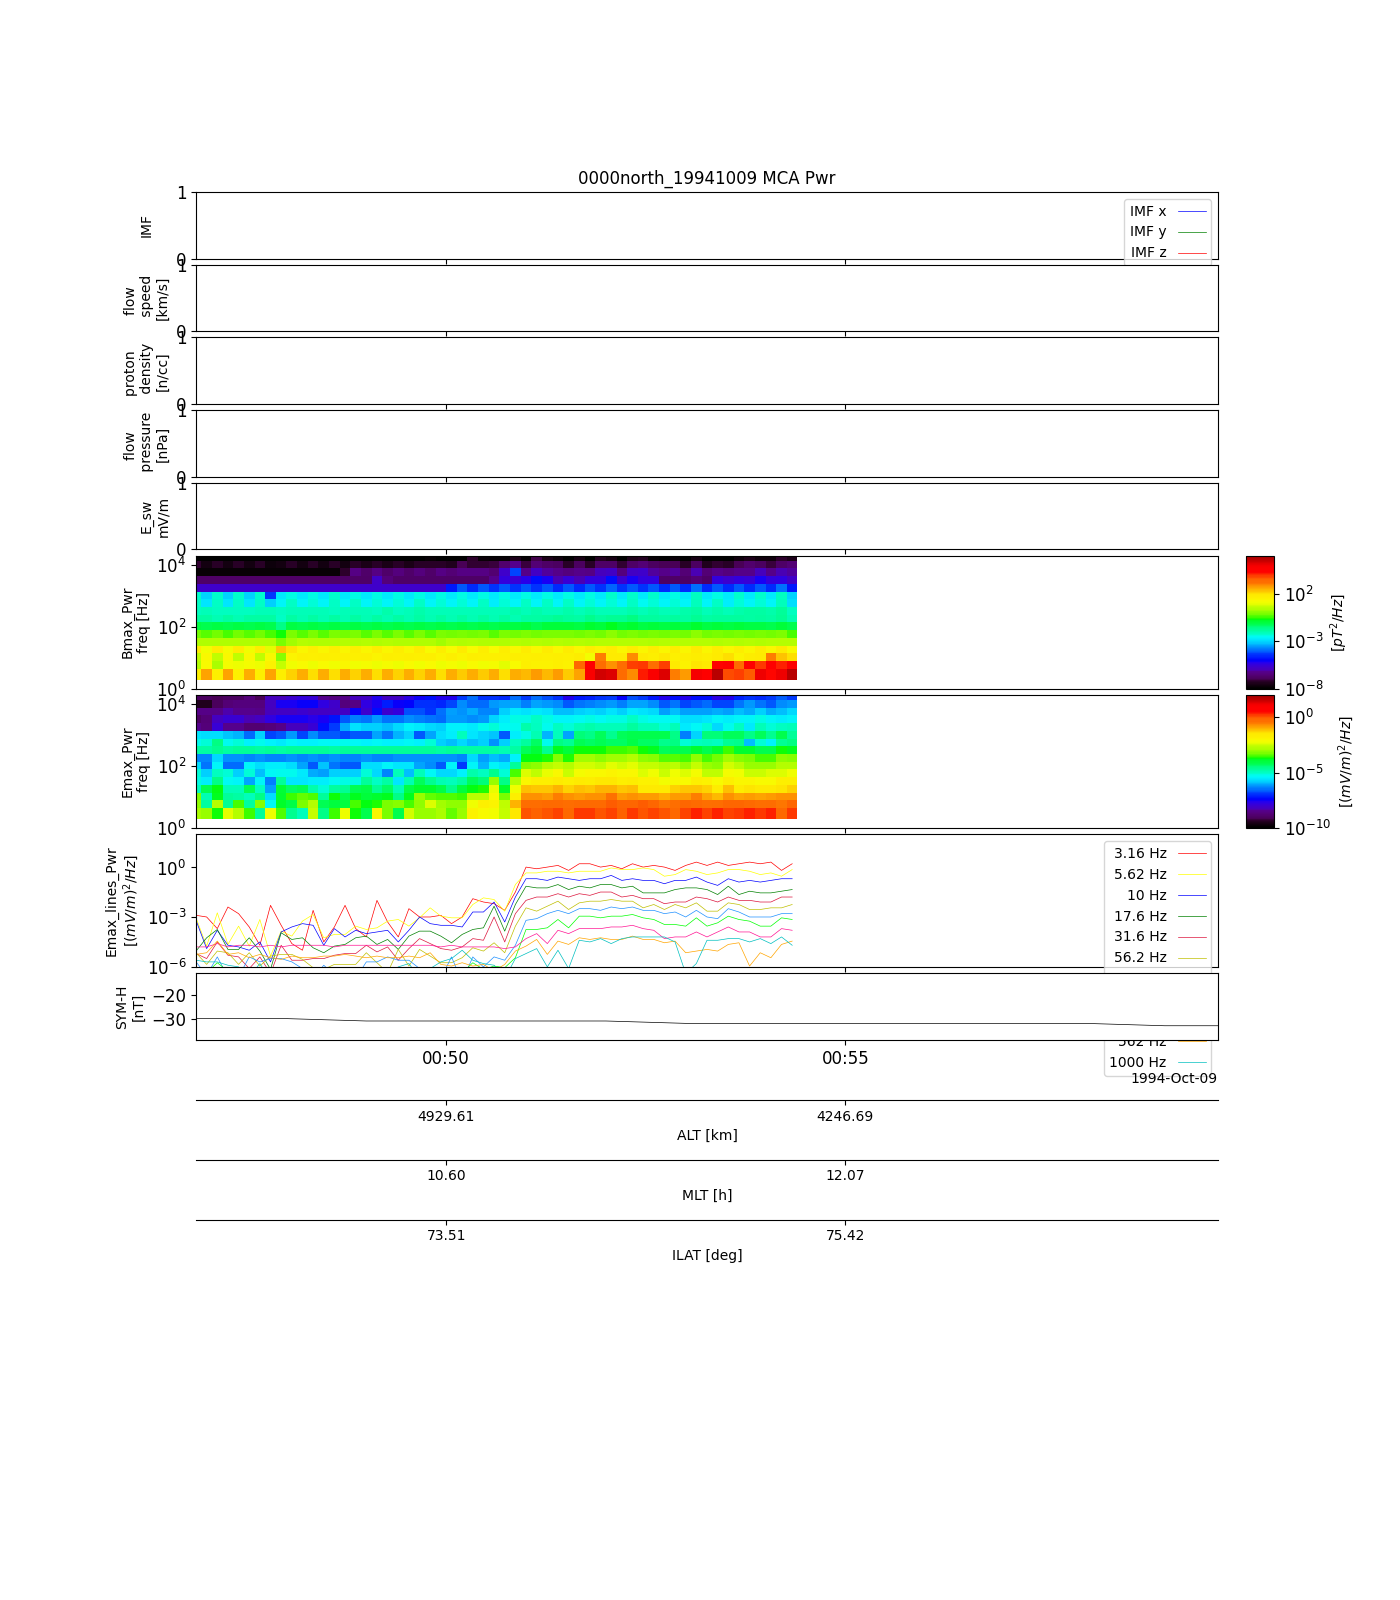 0000north_19941009 MCA Pwr
1
IMF
IMF x
IMF y
IMF z
0
1
flow
speed
[km/s]
0
1
proton
density
[n/cc]
0
1
flow
pressure
[nPa]
0
1
E_sw
mV/m
0
10^4
10^2
10^0
Bmax_Pwr
freq [Hz]
10^2
10^-3
10^-8
[pT^2/Hz]
10^4
10^2
10^0
Emax_Pwr
freq [Hz]
10^0
10^-5
10^-10
[(mV/m)^2/Hz]
10^0
10^-3
10^-6
Emax_lines_Pwr
[(mV/m)^2/Hz]
3.16 Hz
5.62 Hz
10 Hz
17.6 Hz
31.6 Hz
56.2 Hz
SYM-H
[nT]
−20
−30
562 Hz
1000 Hz
00:50 00:55
1994-Oct-09
4929.61 4246.69
ALT [km]
10.60 12.07
MLT [h]
73.51 75.42
ILAT [deg]